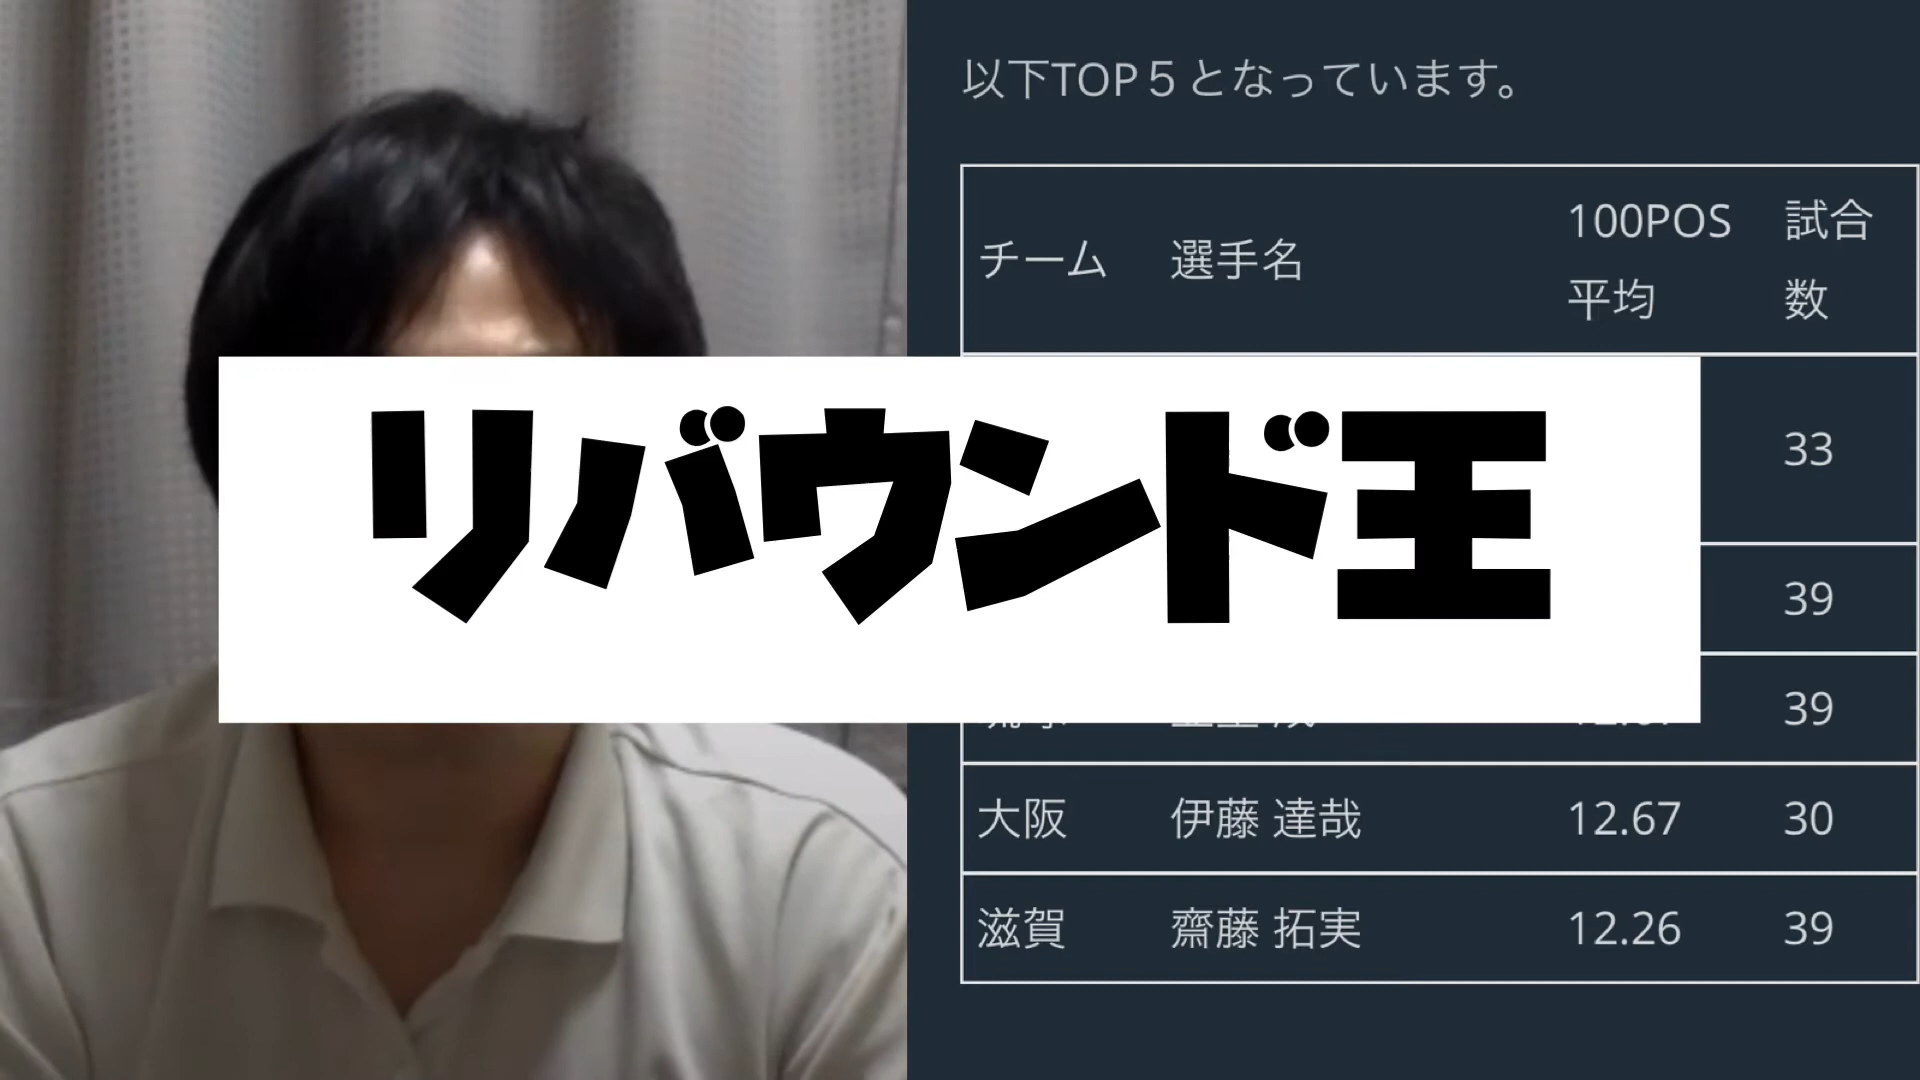 以下TOP５となっています。
チーム 選手名 100POS 平均 試合 数
リバウンド王
33
39
39
大阪 伊藤 達哉 12.67 30
滋賀 齋藤 拓実 12.26 39